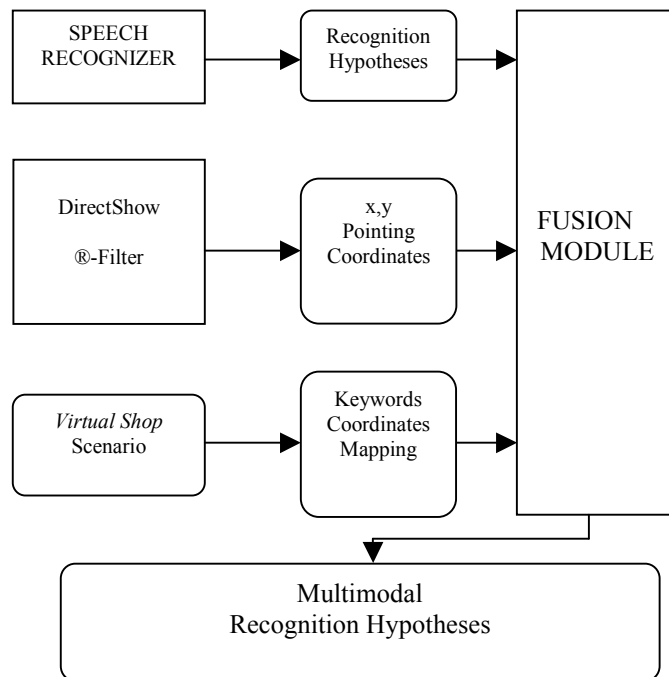 SPEECH
RECOGNIZER
Recognition
Hypotheses
DirectShow
®-Filter
x,y
Pointing
Coordinates
FUSION
MODULE
Virtual Shop
Scenario
Keywords
Coordinates
Mapping
Multimodal
Recognition Hypotheses